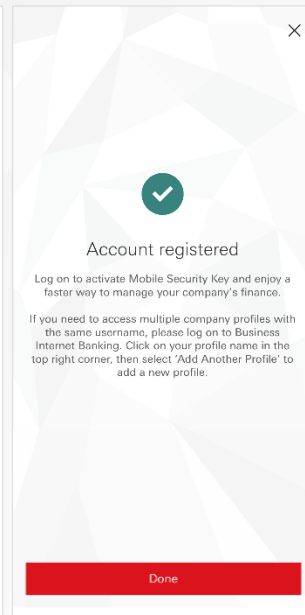 Account registered
Log on to activate Mobile Security Key and enjoy a
faster way to manage your company's finance.
If you need to access multiple company profiles with
the same username, please log on to Business
Internet Banking. Click on your profile name in the
top right corner, then select 'Add Another Profile' to
add a new profile.
Done